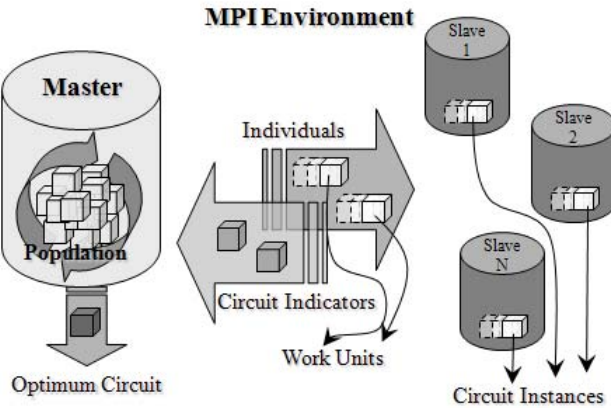 MPI Environment
Master
Population
Optimum Circuit
Individuals
Circuit Indicators
Work Units
Slave
1
Slave
2
Slave
N
Circuit Instances